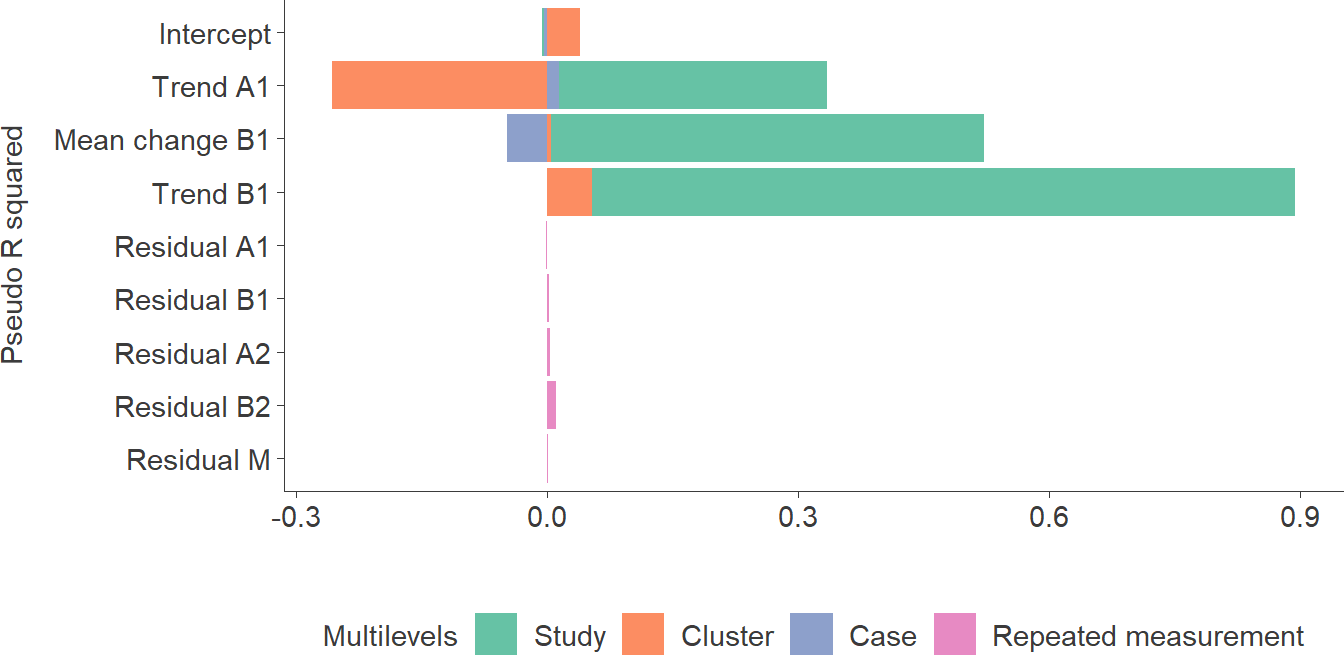 Pseudo R squared
Intercept
Trend A1
Mean change B1
Trend B1
Residual A1
Residual B1
Residual A2
Residual B2
Residual M
-0.3 0.0 0.3 0.6 0.9
Multilevels Study Cluster Case Repeated measurement